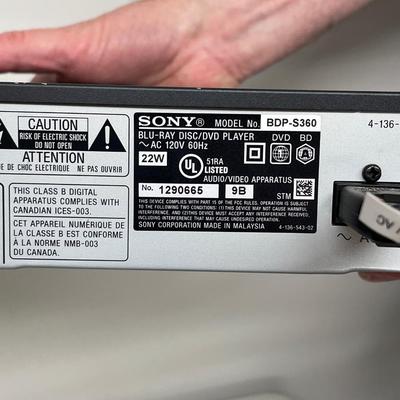 CAUTION
RISK OF ELECTRIC SHOCK
DO NOT OPEN
ATTENTION
DE CHOC ELECTRIQUE NE PAS OUVRIR
THIS CLASS B DIGITAL
APPARATUS COMPLIES WITH
CANADIAN ICES-003.
CET APPAREIL NUMÉRIQUE DE
LA CLASSE B EST CONFORME
À LA NORME NMB-003
DU CANADA.
SONY® MODEL No. BDP-S360
BLU-RAY DISC/DVD PLAYER DVD BD
~ AC 120V 60Hz
22W
51RA
UL
LISTED
AUDIO/VIDEO APPARATUS
No. 1290665 9B
STM
THIS DEVICE COMPLIES WITH PART 15 OF THE FCC RULES. OPERATION IS SUBJECT
TO THE FOLLOWING TWO CONDITIONS: (1) THIS DEVICE MAY NOT CAUSE HARMFUL
INTERFERENCE, AND (2) THIS DEVICE MUST ACCEPT ANY INTERFERENCE RECEIVED,
INCLUDING INTERFERENCE THAT MAY CAUSE UNDESIRED OPERATION.
SONY CORPORATION MADE IN MALAYSIA 4-136-543-02
4-136-
~ A
AC